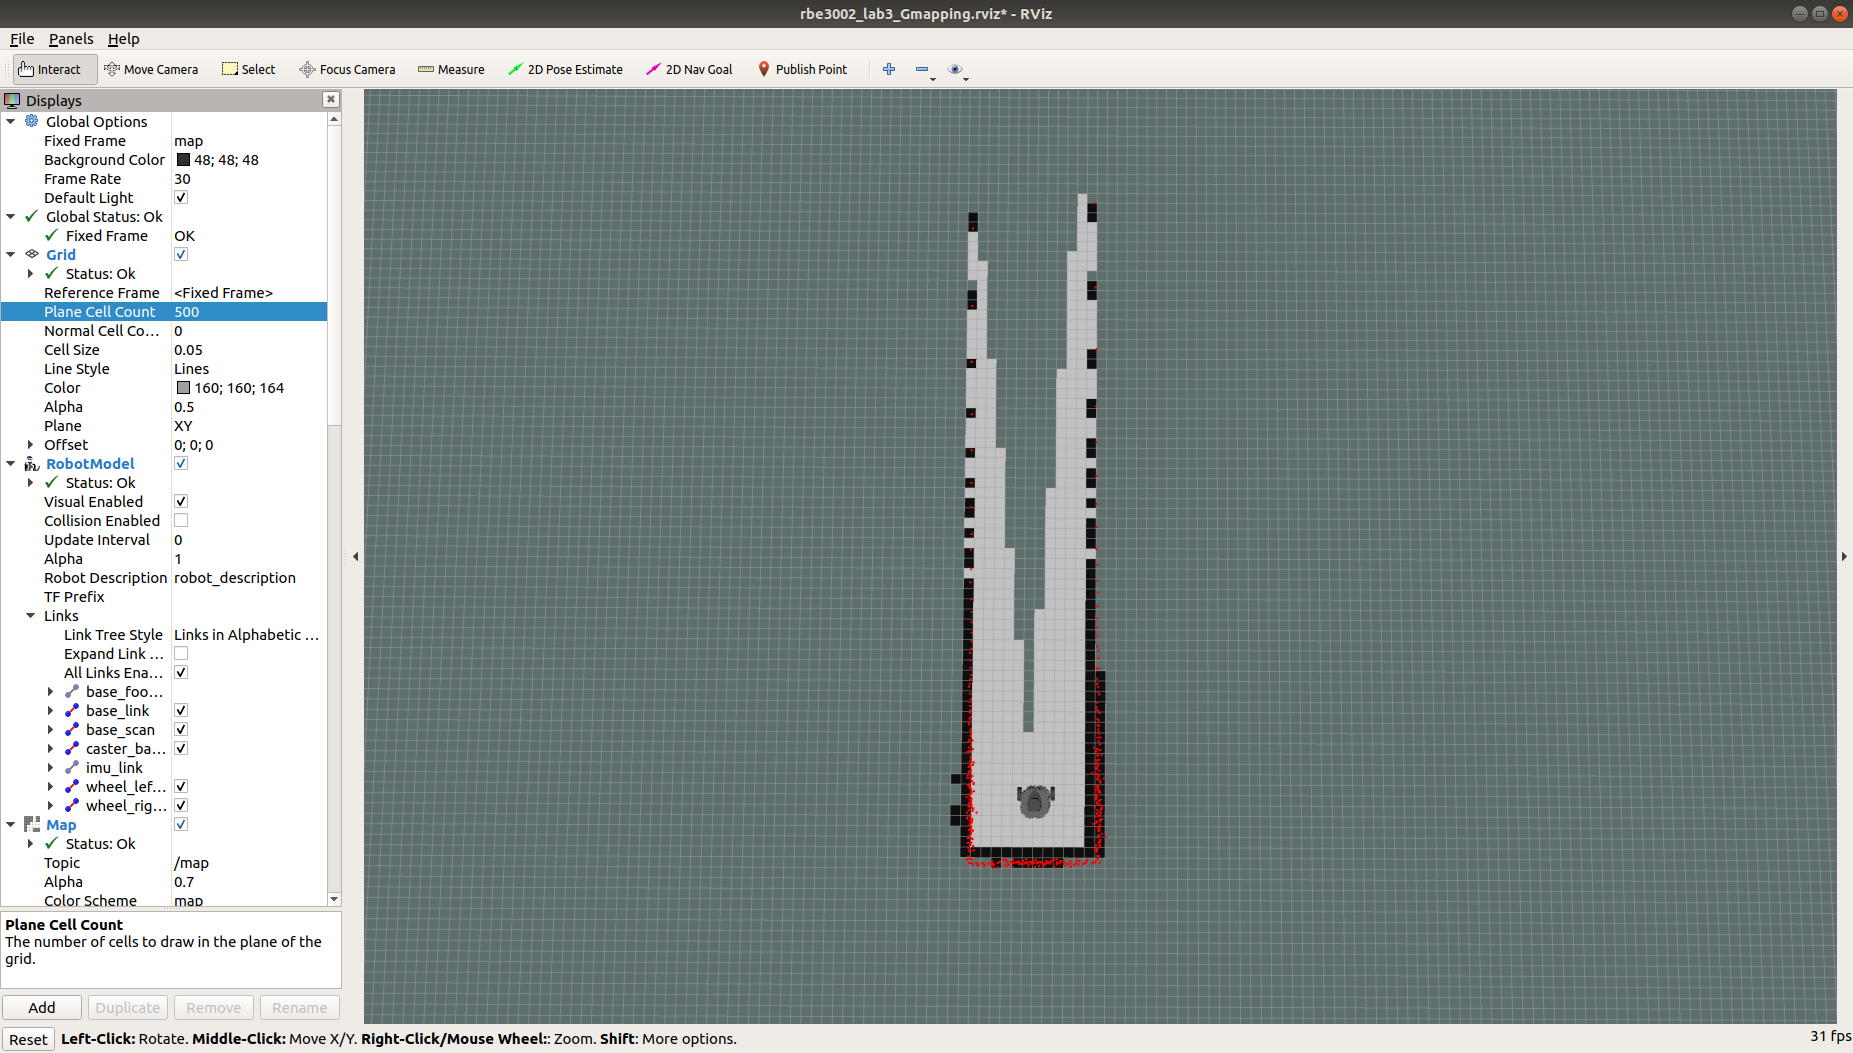 rbe3002_lab3_Gmapping.rviz* - RViz
File Panels Help
Interact Move Camera Select Focus Camera Measure 2D Pose Estimate 2D Nav Goal Publish Point
Displays
Global Options
Fixed Frame map
Background Color 48; 48; 48
Frame Rate 30
Default Light
Global Status: Ok
Fixed Frame OK
Grid
Status: Ok
Reference Frame <Fixed Frame>
Plane Cell Count 500
Normal Cell Co... 0
Cell Size 0.05
Line Style Lines
Color 160; 160; 164
Alpha 0.5
Plane XY
Offset 0; 0; 0
RobotModel
Status: Ok
Visual Enabled
Collision Enabled
Update Interval 0
Alpha 1
Robot Description robot_description
TF Prefix
Links
Link Tree Style Links in Alphabetic ...
Expand Link ...
All Links Ena...
base_foo...
base_link
base_scan
caster_ba...
imu_link
wheel_lef...
wheel_rig...
Map
Status: Ok
Topic /map
Alpha 0.7
Color Scheme map
Plane Cell Count
The number of cells to draw in the plane of the
grid.
Add Duplicate Remove Rename
Reset Left-Click: Rotate. Middle-Click: Move X/Y. Right-Click/Mouse Wheel:: Zoom. Shift: More options. 31 fps